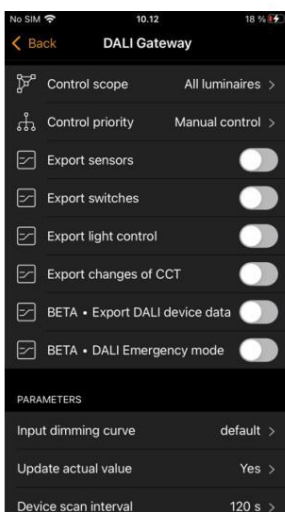 No SIM 10.12 18 %
Back DALI Gateway
Control scope All luminaires
Control priority Manual control
Export sensors
Export switches
Export light control
Export changes of CCT
BETA • Export DALI device data
BETA • DALI Emergency mode
PARAMETERS
Input dimming curve default
Update actual value Yes
Device scan interval 120 s